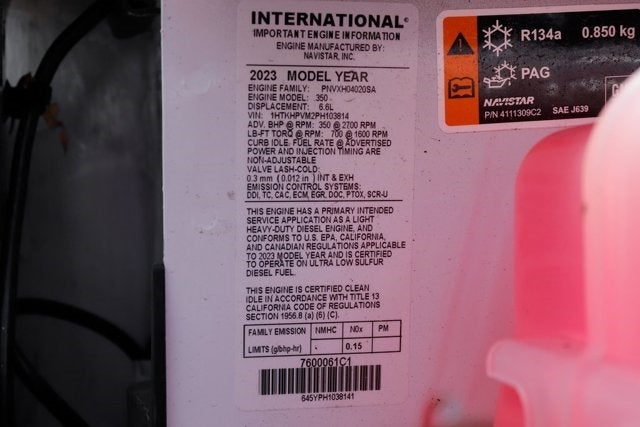 INTERNATIONAL®
IMPORTANT ENGINE INFORMATION
ENGINE MANUFACTURED BY:
NAVISTAR, INC.
2023 MODEL YEAR
ENGINE FAMILY: PNVXH04020SA
ENGINE MODEL: .350
DISPLACEMENT: 6.6L
VIN: 1HTKHPVM2PH103814
ADV. BHP @ RPM: 350 @ 2700 RPM
LB-FT TORQ @ RPM: 700 @ 1600 RPM
CURB IDLE, FUEL RATE @ ADVERTISED
POWER AND INJECTION TIMING ARE
NON-ADJUSTABLE
VALVE LASH-COLD:
0.3 mm (0.012 in ) INT & EXH
EMISSION CONTROL SYSTEMS:
DDI, TC, CAC, ECM, EGR, DOC, PTOX, SCR-U
THIS ENGINE HAS A PRIMARY INTENDED
SERVICE APPLICATION AS A LIGHT
HEAVY-DUTY DIESEL ENGINE, AND
CONFORMS TO U.S. EPA, CALIFORNIA,
AND CANADIAN REGULATIONS APPLICABLE
TO 2023 MODEL YEAR AND IS CERTIFIED
TO OPERATE ON ULTRA LOW SULFUR
DIESEL FUEL.
THIS ENGINE IS CERTIFIED CLEAN
IDLE IN ACCORDANCE WITH TITLE 13
CALIFORNIA CODE OF REGULATIONS
SECTION 1956.8 (a) (6) (C).
FAMILY EMISSION NMHC N0x PM
LIMITS (g/bhp-hr) 0.15
7600061C1
645YPH1038141
R134a 0.850 kg
PAG
NAVISTAR
P/N 4111309C2 SAE J639